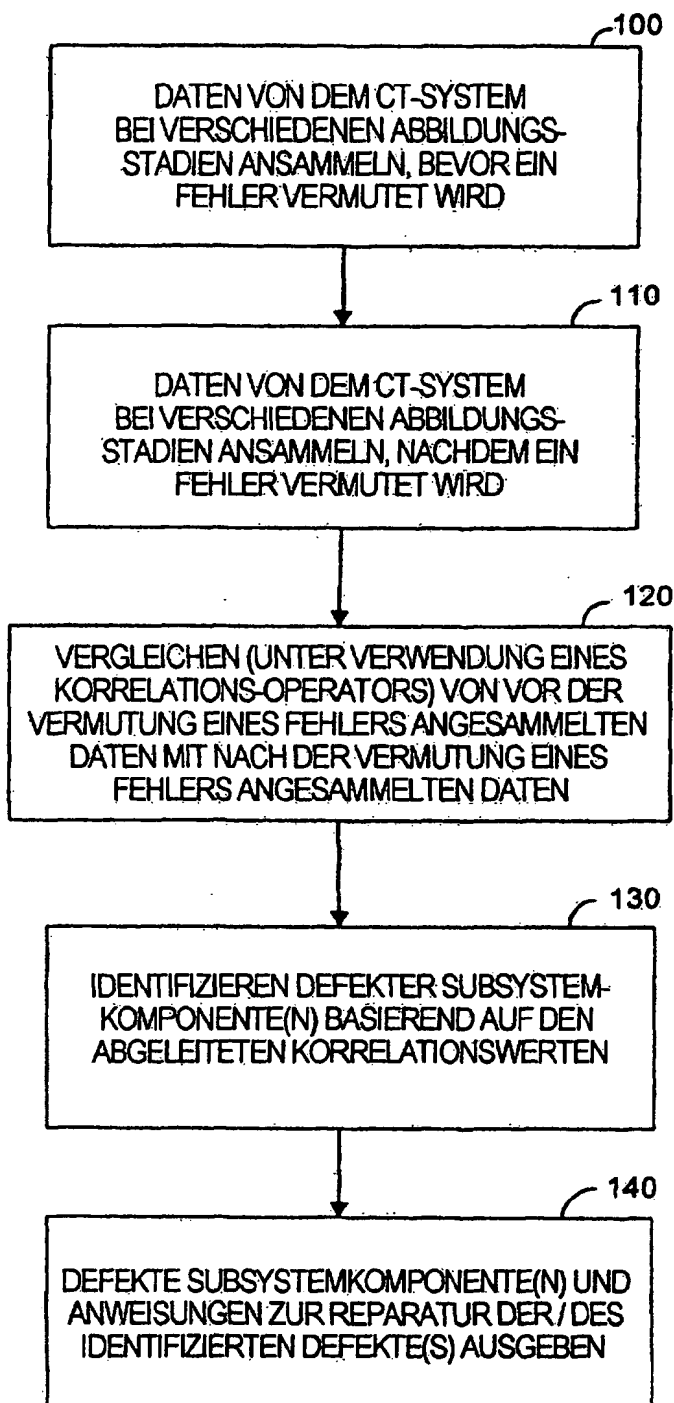 100
DATEN VON DEM CT-SYSTEM
BEI VERSCHIEDENEN ABBILDUNGS-
STADIEN ANSAMMELN, BEVOR EIN
FEHLER VERMUTET WIRD
110
DATEN VON DEM CT-SYSTEM
BEI VERSCHIEDENEN ABBILDUNGS-
STADIEN ANSAMMELN, NACHDEM EIN
FEHLER VERMUTET WIRD
120
VERGLEICHEN (UNTER VERWENDUNG EINES
KORRELATIONS-OPERATORS) VON VOR DER
VERMUTUNG EINES FEHLERS ANGESAMMELTEN
DATEN MIT NACH DER VERMUTUNG EINES
FEHLERS ANGESAMMELTEN DATEN
130
IDENTIFIZIEREN DEFEKTER SUBSYSTEM-
KOMPONENTE(N) BASIEREND AUF DEN
ABGELEITETEN KORRELATIONSWERTEN
140
DEFEKTE SUBSYSTEMKOMPONENTE(N) UND
ANWEISUNGEN ZUR REPARATUR DER / DES
IDENTIFIZIERTEN DEFEKTE(S) AUSGEBEN